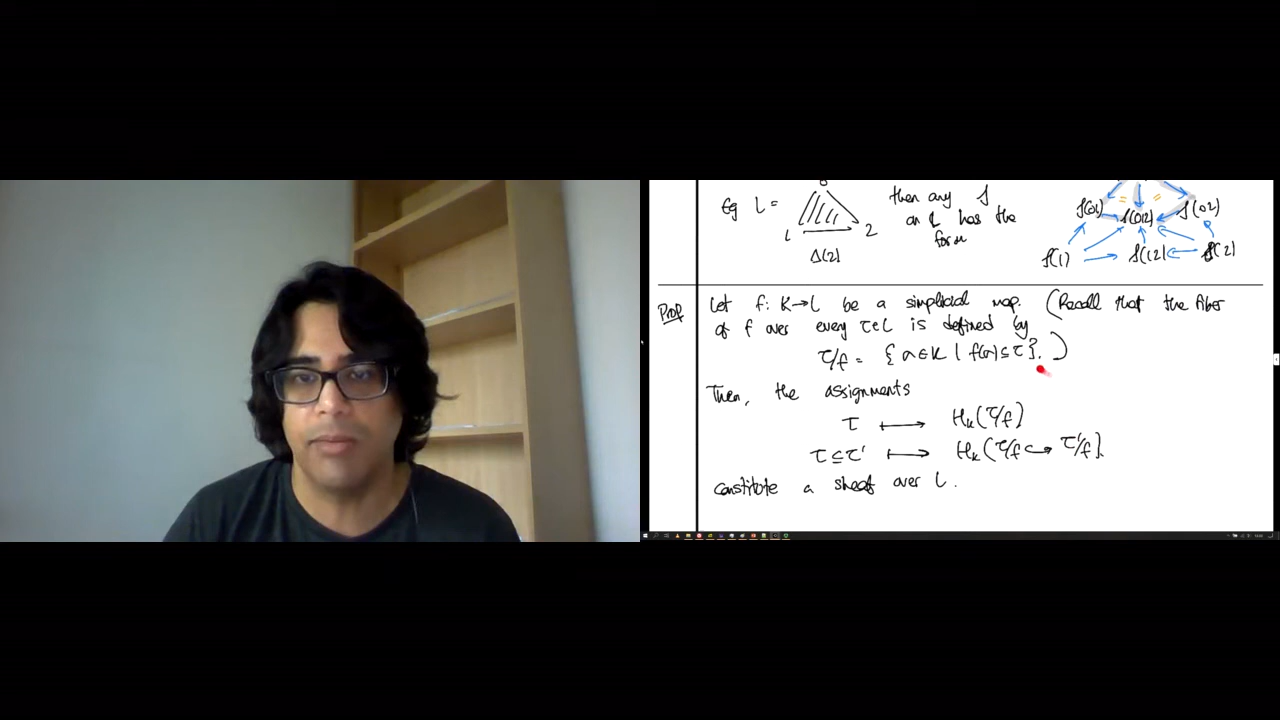 Eg L =
then any S
on L has the
form
1
2
Δ(2)
S(01) S(012) S(02)
S(1) S(12) S(2)
= =
Prop Let f: K→L be a simplicial map. (Recall that the fiber
of f over every τ∈L is defined by
τ/f = { σ∈K | f(σ) ⊆ τ }. )
Then, the assignments
τ ⟼ Hk(τ/f)
τ ⊆ τ' ⟼ Hk(τ/f ↪ τ'/f).
constitute a sheaf over L.